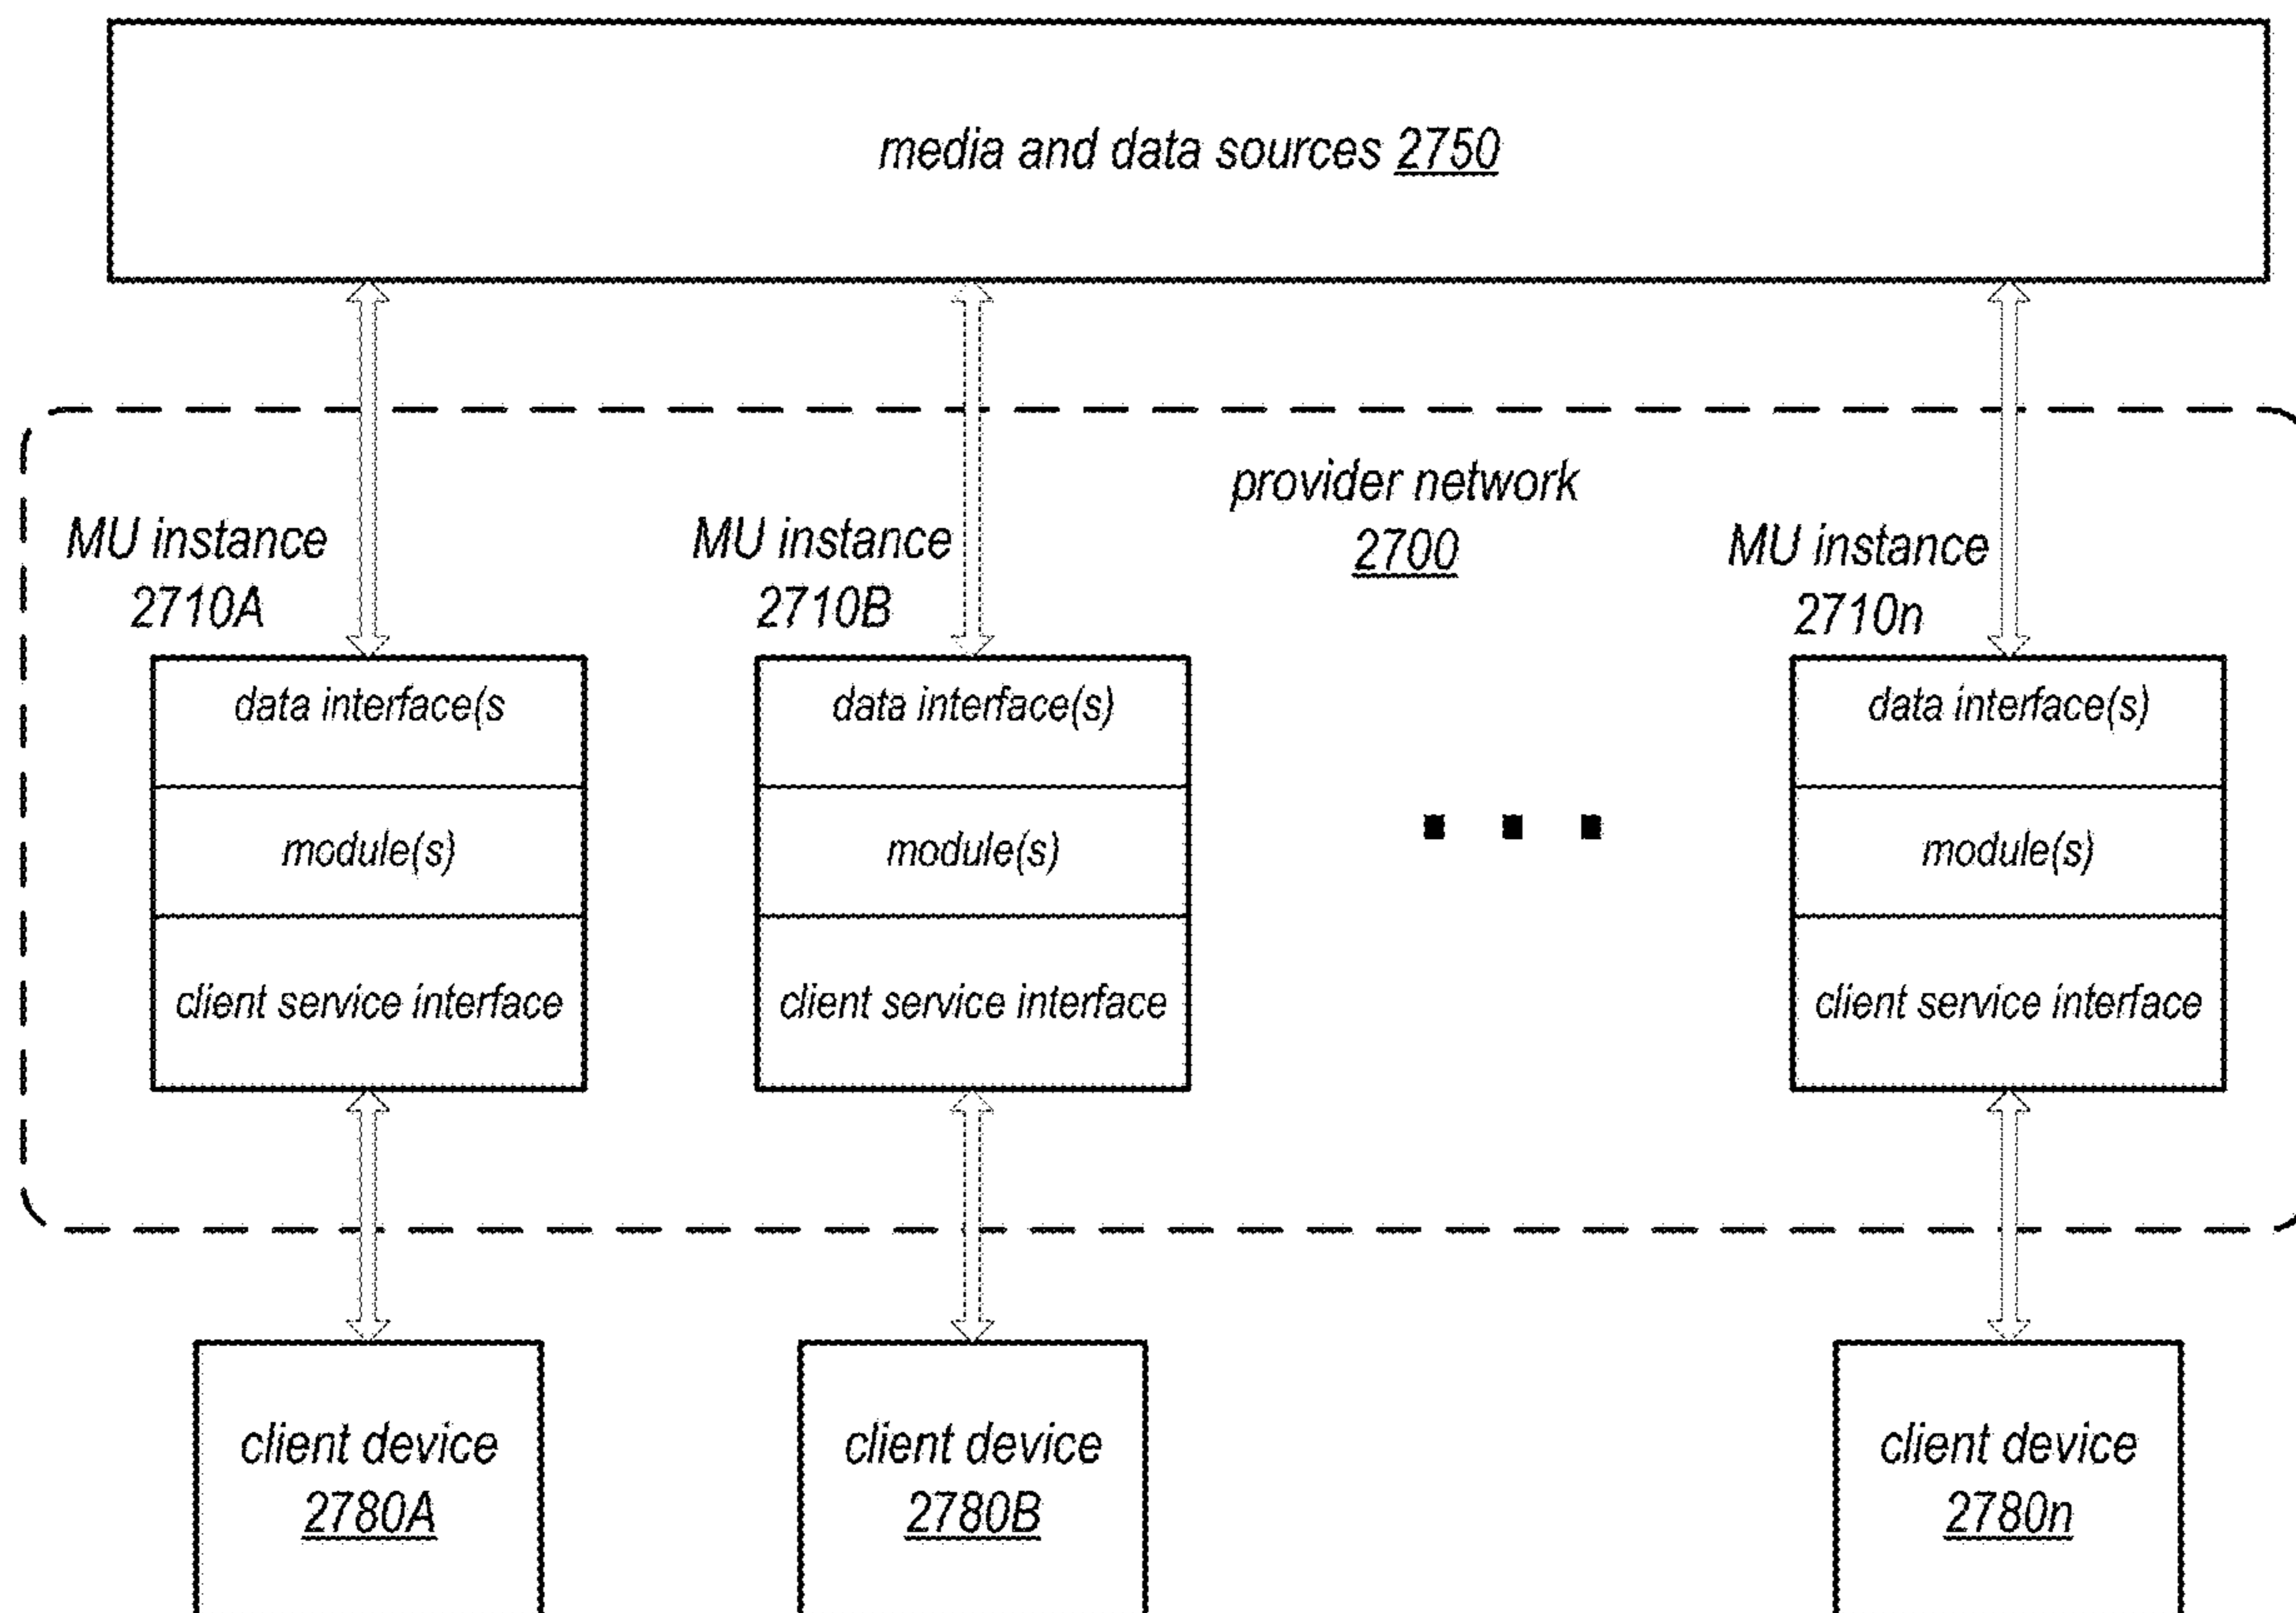 media and data sources 2750
provider network
2700
MU instance
2710A
MU instance
2710B
MU instance
2710n
data interface(s
module(s)
client service interface
data interface(s)
module(s)
client service interface
data interface(s)
module(s)
client service interface
client device
2780A
client device
2780B
client device
2780n